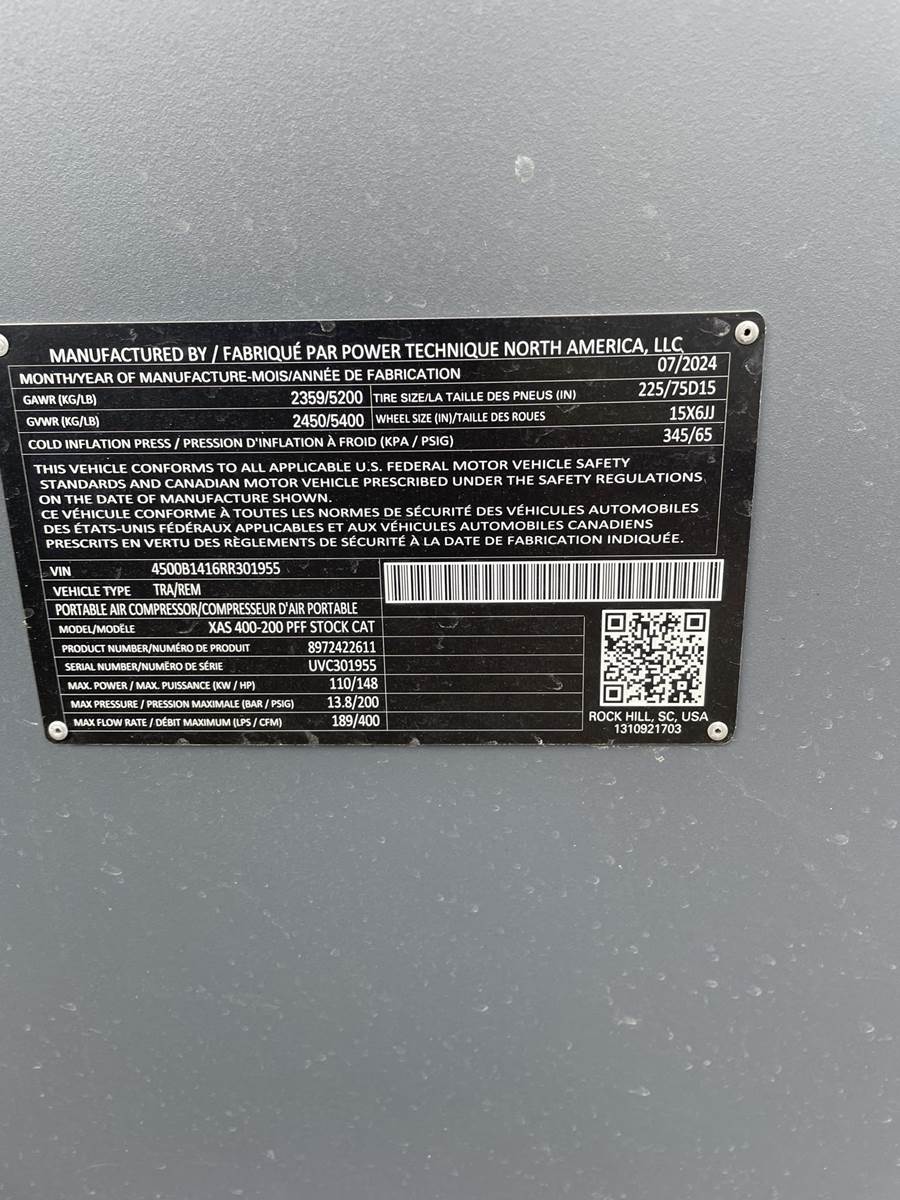 MANUFACTURED BY / FABRIQUÉ PAR POWER TECHNIQUE NORTH AMERICA, LLC
MONTH/YEAR OF MANUFACTURE-MOIS/ANNÉE DE FABRICATION 07/2024
GAWR (KG/LB) 2359/5200 TIRE SIZE/LA TAILLE DES PNEUS (IN) 225/75D15
GVWR (KG/LB) 2450/5400 WHEEL SIZE (IN)/TAILLE DES ROUES 15X6JJ
COLD INFLATION PRESS / PRESSION D'INFLATION À FROID (KPA / PSIG) 345/65
THIS VEHICLE CONFORMS TO ALL APPLICABLE U.S. FEDERAL MOTOR VEHICLE SAFETY
STANDARDS AND CANADIAN MOTOR VEHICLE PRESCRIBED UNDER THE SAFETY REGULATIONS
ON THE DATE OF MANUFACTURE SHOWN.
CE VÉHICULE CONFORME À TOUTES LES NORMES DE SÉCURITÉ DES VÉHICULES AUTOMOBILES
DES ÉTATS-UNIS FÉDÉRAUX APPLICABLES ET AUX VÉHICULES AUTOMOBILES CANADIENS
PRESCRITS EN VERTU DES RÈGLEMENTS DE SÉCURITÉ À LA DATE DE FABRICATION INDIQUÉE.
VIN 4500B1416RR301955
VEHICLE TYPE TRA/REM
PORTABLE AIR COMPRESSOR/COMPRESSEUR D'AIR PORTABLE
MODEL/MODÈLE XAS 400-200 PFF STOCK CAT
PRODUCT NUMBER/NUMÉRO DE PRODUIT 8972422611
SERIAL NUMBER/NUMÉRO DE SÉRIE UVC301955
MAX. POWER / MAX. PUISSANCE (KW / HP) 110/148
MAX PRESSURE / PRESSION MAXIMALE (BAR / PSIG) 13.8/200
MAX FLOW RATE / DÉBIT MAXIMUM (LPS / CFM) 189/400
ROCK HILL, SC, USA
1310921703